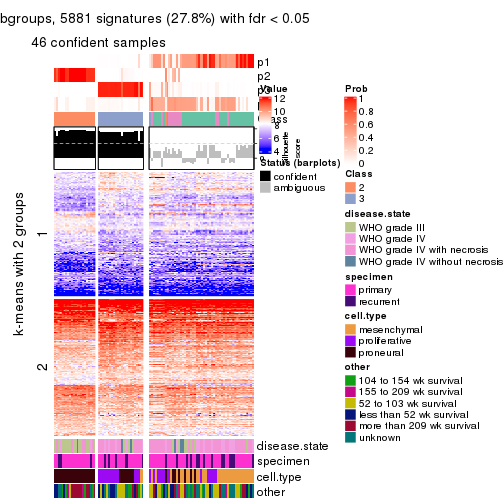 bgroups, 5881 signatures (27.8%) with fdr < 0.05
46 confident samples
p1
p2
Value
12
10
8
6
4
Prob
1
0.8
0.6
0.4
0.2
0
silhouette
score
Status (barplots)
confident
ambiguous
Class
2
3
disease.state
WHO grade III
WHO grade IV
WHO grade IV with necrosis
WHO grade IV without necrosis
specimen
primary
recurrent
cell.type
mesenchymal
proliferative
proneural
other
104 to 154 wk survival
155 to 209 wk survival
52 to 103 wk survival
less than 52 wk survival
more than 209 wk survival
unknown
k-means with 2 groups
1
2
disease.state
specimen
cell.type
other